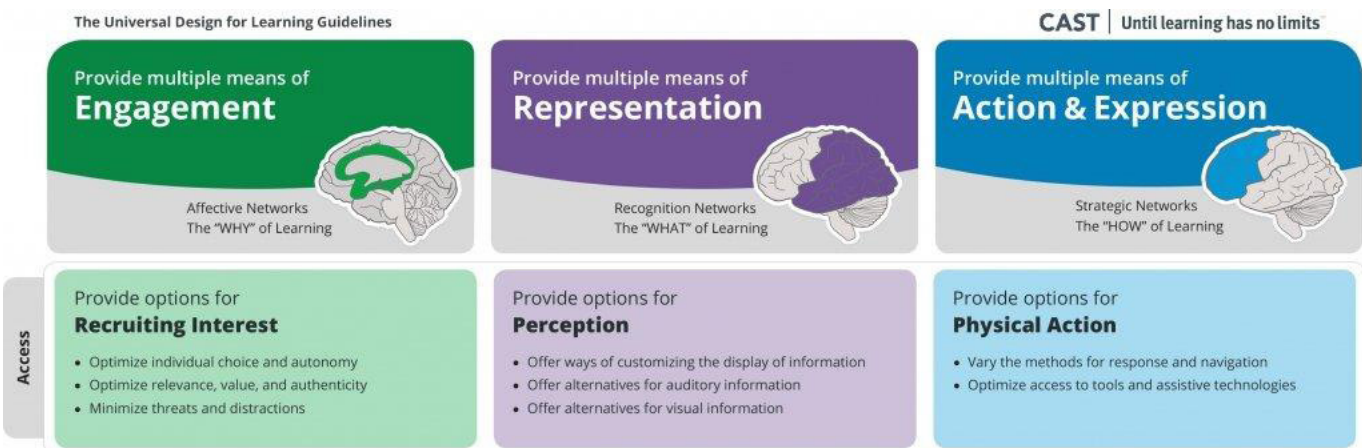 The Universal Design for Learning Guidelines
CAST | Until learning has no limits
Provide multiple means of
Engagement
Affective Networks
The "WHY" of Learning
Provide multiple means of
Representation
Recognition Networks
The "WHAT" of Learning
Provide multiple means of
Action & Expression
Strategic Networks
The "HOW" of Learning
Access
Provide options for
Recruiting Interest
• Optimize individual choice and autonomy
• Optimize relevance, value, and authenticity
• Minimize threats and distractions
Provide options for
Perception
• Offer ways of customizing the display of information
• Offer alternatives for auditory information
• Offer alternatives for visual information
Provide options for
Physical Action
• Vary the methods for response and navigation
• Optimize access to tools and assistive technologies